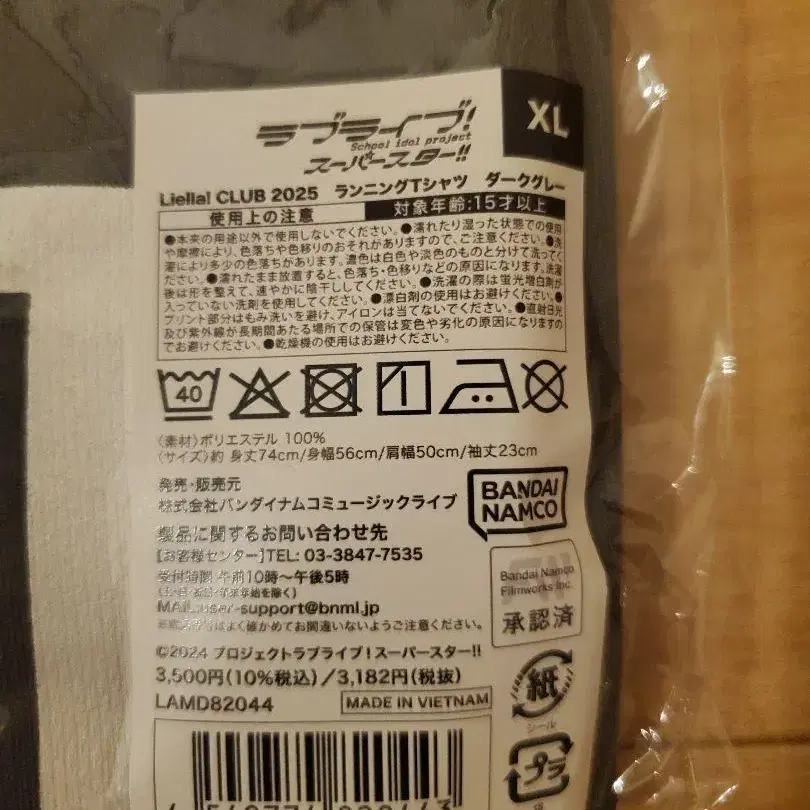 XL
ラブライブ!
School idol project
スーパースター!!
Liella! CLUB 2025 ランニングTシャツ ダークグレー
使用上の注意
対象年齢:15才以上
●本来の用途以外で使用しないでください。●濡れたり湿った状態での使用
や摩擦により、色落ちや色移りのおそれがありますので、ご注意ください。●洗
濯により多少の色落ちがあります。濃色は白色や淡色のものと分けて洗ってく
ださい。●濡れたまま放置すると、色落ち・色移りなどの原因になります。洗濯
後は形を整えて、速やかに陰干ししてください。●洗濯の際は蛍光増白剤が
入っていない洗剤を使用してください。●漂白剤の使用はお避けください。●
プリント部分はもみ洗いを避け、アイロンは当てないでください。●直射日光
及び紫外線が長期間あたる場所での保管は変色や劣化の原因になりますの
でお避けください。●乾燥機の使用はお避けください。
40
〈素材〉ポリエステル 100%
〈サイズ〉約 身丈74cm/身幅56cm/肩幅50cm/袖丈23cm
発売・販売元
株式会社バンダイナムコミュージックライブ
BANDAI
NAMCO
製品に関するお問い合わせ先
【お客様センター】TEL: 03-3847-7535
受付時間 午前10時～午後5時
(土・日・祝日・年末年始を除く)
MAIL:user-support@bnml.jp
※電話番号はよく確かめてお間違いないようご注意ください。
Bandai Namco
Filmworks Inc.
承認済
©2024 プロジェクトラブライブ!スーパースター!!
3,500円(10%税込)/3,182円(税抜)
LAMD82044
MADE IN VIETNAM
紙
シール
プラ